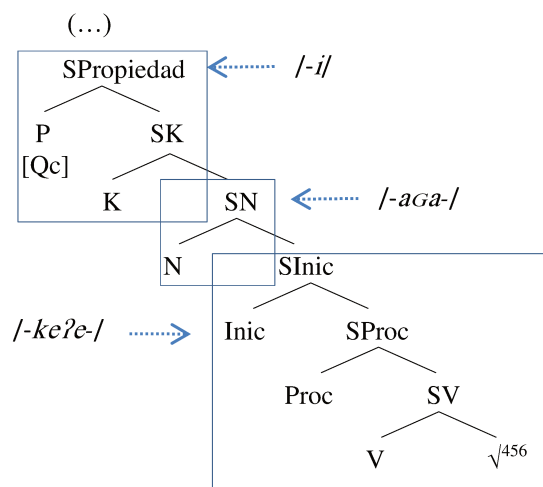 (…)
SPropiedad /-i/
P SK
[Qc]
K SN /-aɢa-/
N SInic
/-keʔe-/ Inic SProc
Proc SV
V √456